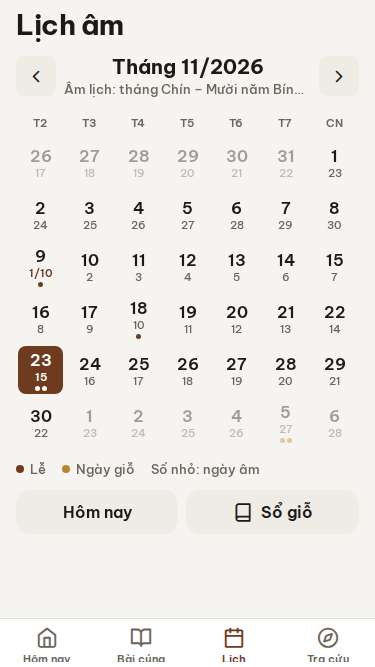 Lịch âm
Tháng 11/2026
Âm lịch: tháng Chín – Mười năm Bín...
T2 T3 T4 T5 T6 T7 CN
26 27 28 29 30 31 1
17 18 19 20 21 22 23
2 3 4 5 6 7 8
24 25 26 27 28 29 30
9 10 11 12 13 14 15
1/10 2 3 4 5 6 7
16 17 18 19 20 21 22
8 9 10 11 12 13 14
23 24 25 26 27 28 29
15 16 17 18 19 20 21
30 1 2 3 4 5 6
22 23 24 25 26 27 28
Lễ Ngày giỗ Số nhỏ: ngày âm
Hôm nay Sổ giỗ
Hôm nay Bài cúng Lịch Tra cứu